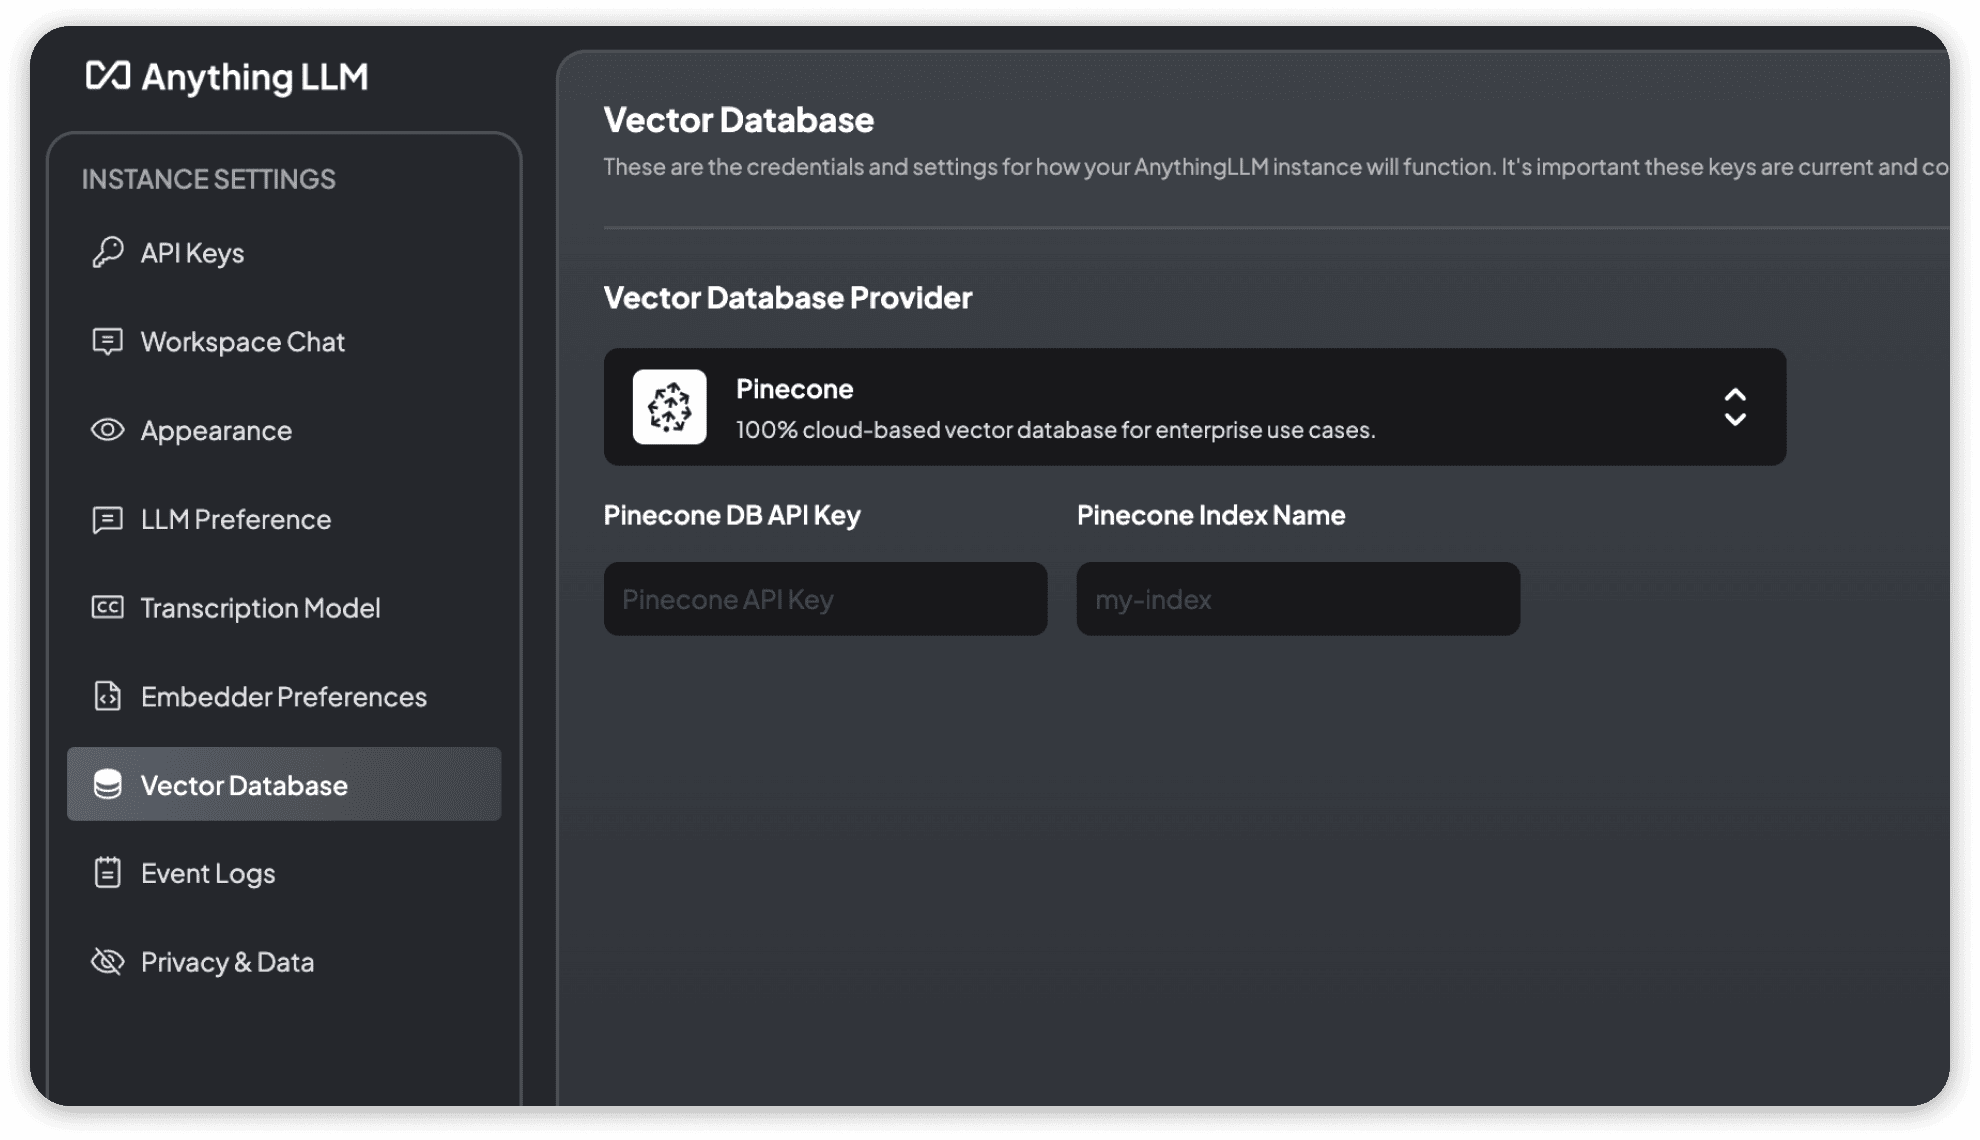 Anything LLM
INSTANCE SETTINGS
API Keys
Workspace Chat
Appearance
LLM Preference
Transcription Model
Embedder Preferences
Vector Database
Event Logs
Privacy & Data
Vector Database
These are the credentials and settings for how your AnythingLLM instance will function. It's important these keys are current and co
Vector Database Provider
Pinecone
100% cloud-based vector database for enterprise use cases.
Pinecone DB API Key
Pinecone Index Name
Pinecone API Key
my-index